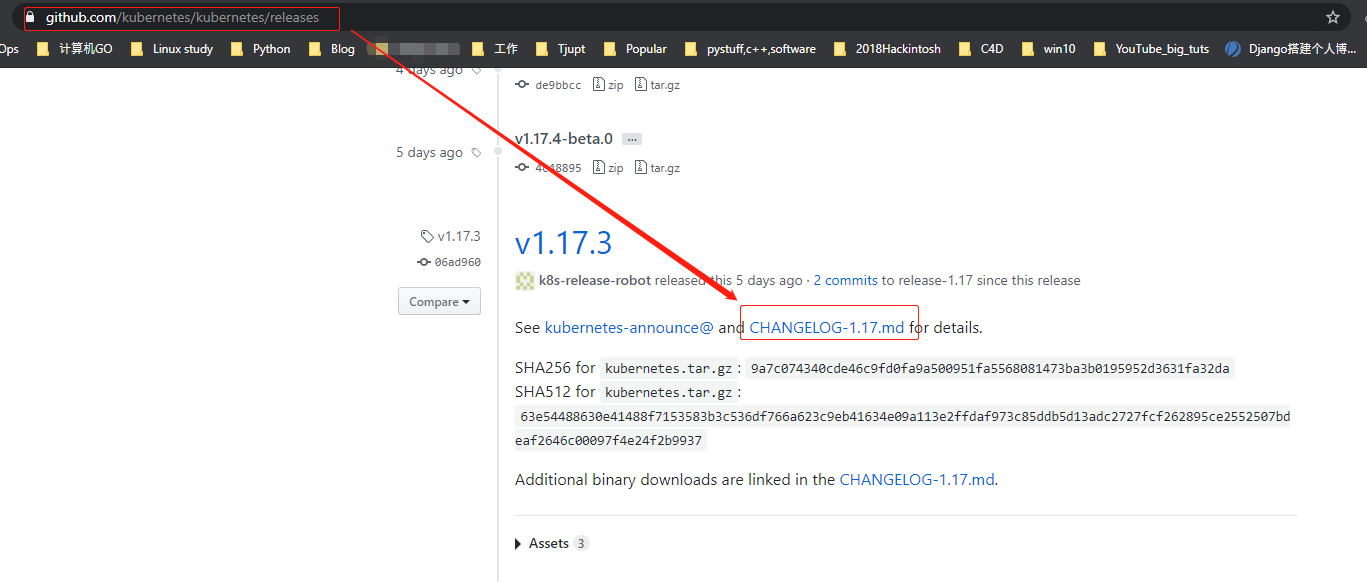 github.com/kubernetes/kubernetes/releases
Ops 计算机GO Linux study Python Blog 工作 Tjupt Popular pystuff,c++,software 2018Hackintosh C4D win10 YouTube_big_tuts Django搭建个人博...
4 days ago
de9bbcc zip tar.gz
v1.17.4-beta.0 ...
5 days ago
zip tar.gz
v1.17.3
v1.17.3
06ad960
k8s-release-robot released this 5 days ago · 2 commits to release-1.17 since this release
Compare
See kubernetes-announce@ and CHANGELOG-1.17.md for details.
SHA256 for kubernetes.tar.gz : 9a7c074340cde46c9fd0fa9a500951fa5568081473ba3b0195952d3631fa32da
SHA512 for kubernetes.tar.gz :
63e54488630e41488f7153583b3c536df766a623c9eb41634e09a113e2ffdaf973c85ddb5d13adc2727fcf262895ce2552507bd
eaf2646c00097f4e24f2b9937
Additional binary downloads are linked in the CHANGELOG-1.17.md.
Assets 3